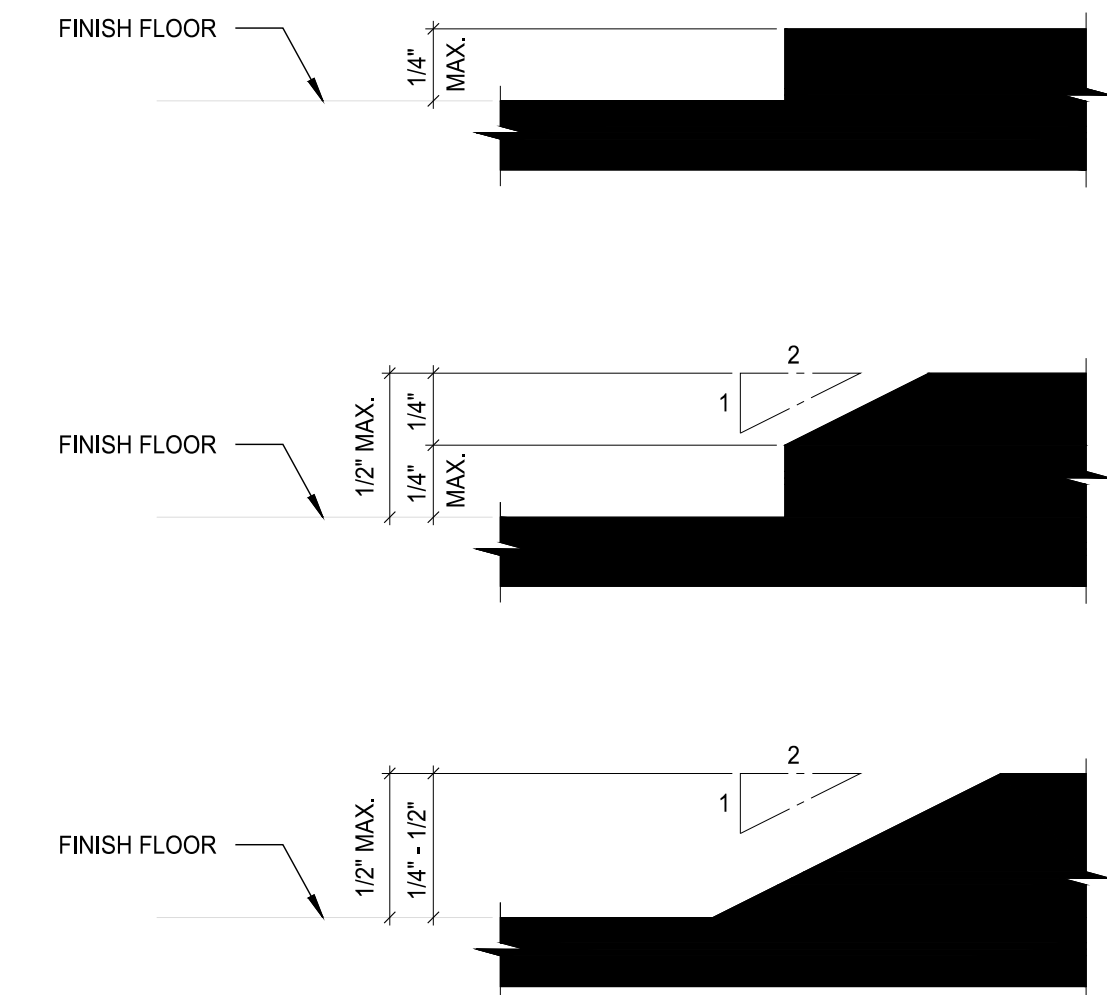 FINISH FLOOR
1/4"
MAX.
2
1
1/2" MAX.
1/4"
1/4"
MAX.
FINISH FLOOR
2
1
1/2" MAX.
1/4" - 1/2"
FINISH FLOOR